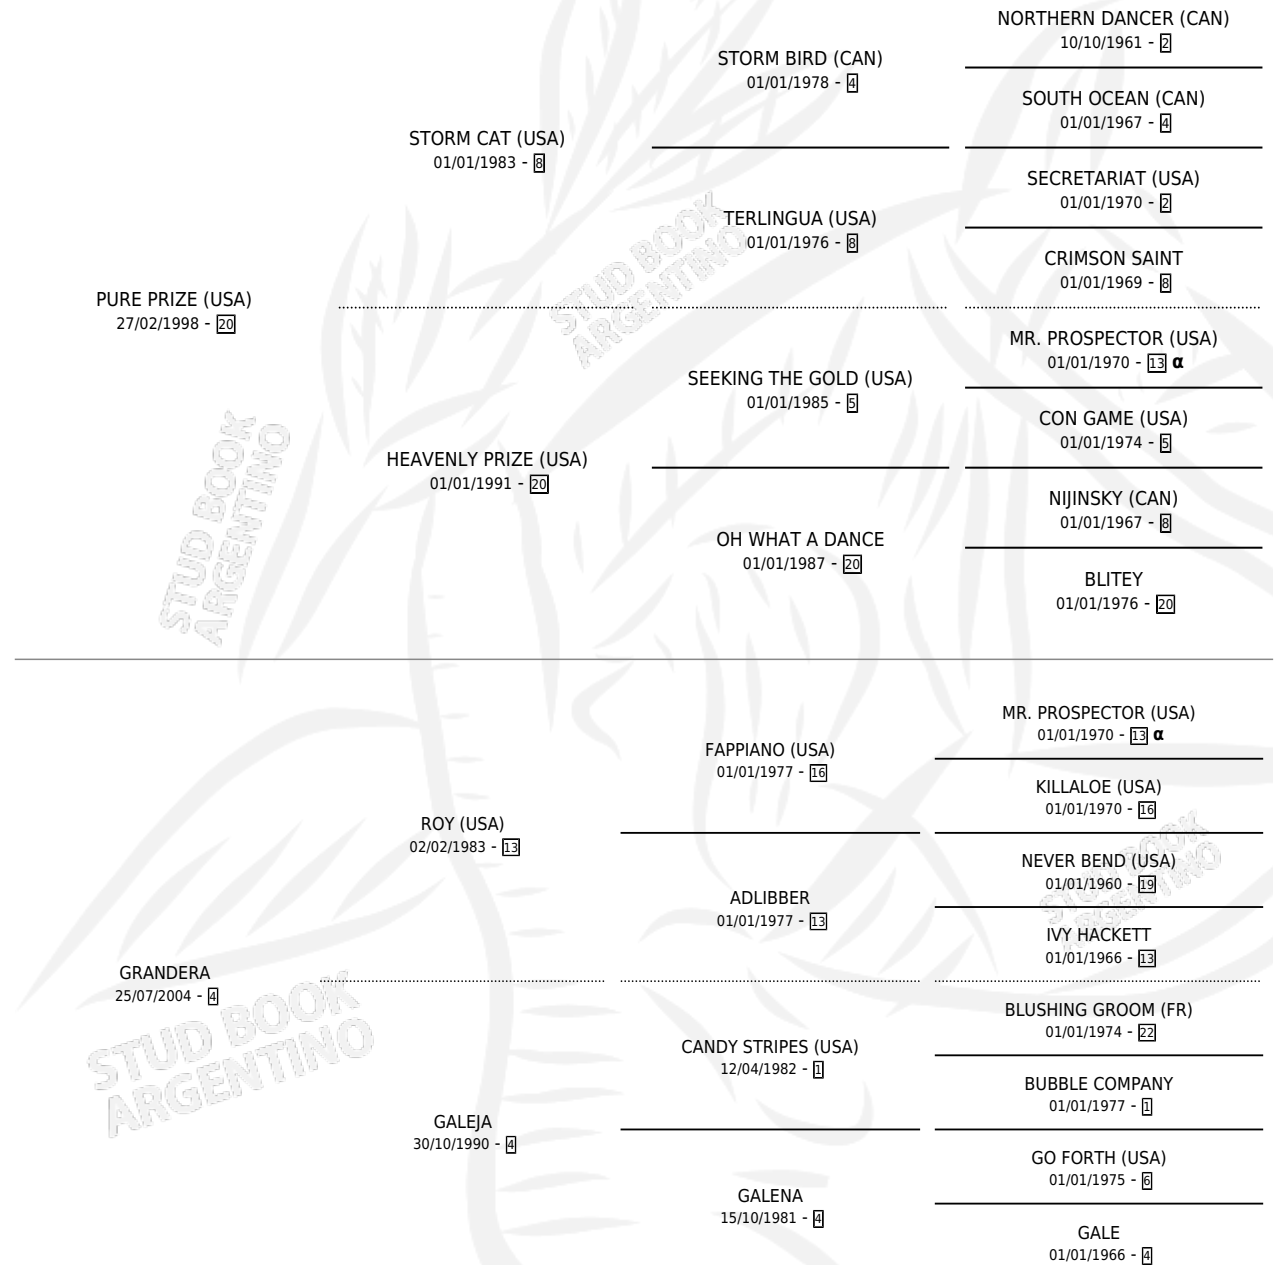 NORTHERN DANCER (CAN)
10/10/1961 - 2
STORM BIRD (CAN)
01/01/1978 - 4
SOUTH OCEAN (CAN)
01/01/1967 - 4
STORM CAT (USA)
01/01/1983 - 8
SECRETARIAT (USA)
01/01/1970 - 2
TERLINGUA (USA)
01/01/1976 - 8
CRIMSON SAINT
01/01/1969 - 8
PURE PRIZE (USA)
27/02/1998 - 20
MR. PROSPECTOR (USA)
01/01/1970 - 13 α
SEEKING THE GOLD (USA)
01/01/1985 - 5
CON GAME (USA)
01/01/1974 - 5
HEAVENLY PRIZE (USA)
01/01/1991 - 20
NIJINSKY (CAN)
01/01/1967 - 8
OH WHAT A DANCE
01/01/1987 - 20
BLITEY
01/01/1976 - 20
MR. PROSPECTOR (USA)
01/01/1970 - 13 α
FAPPIANO (USA)
01/01/1977 - 16
KILLALOE (USA)
01/01/1970 - 16
ROY (USA)
02/02/1983 - 13
NEVER BEND (USA)
01/01/1960 - 19
ADLIBBER
01/01/1977 - 13
IVY HACKETT
01/01/1966 - 13
GRANDERA
25/07/2004 - 4
BLUSHING GROOM (FR)
01/01/1974 - 22
CANDY STRIPES (USA)
12/04/1982 - 1
BUBBLE COMPANY
01/01/1977 - 1
GALEJA
30/10/1990 - 4
GO FORTH (USA)
01/01/1975 - 6
GALENA
15/10/1981 - 4
GALE
01/01/1966 - 4
STUD BOOK
ARGENTINO
STUD BOOK
ARGENTINO
STUD BOOK
ARGENTINO
STUD BOOK
ARGENTINO